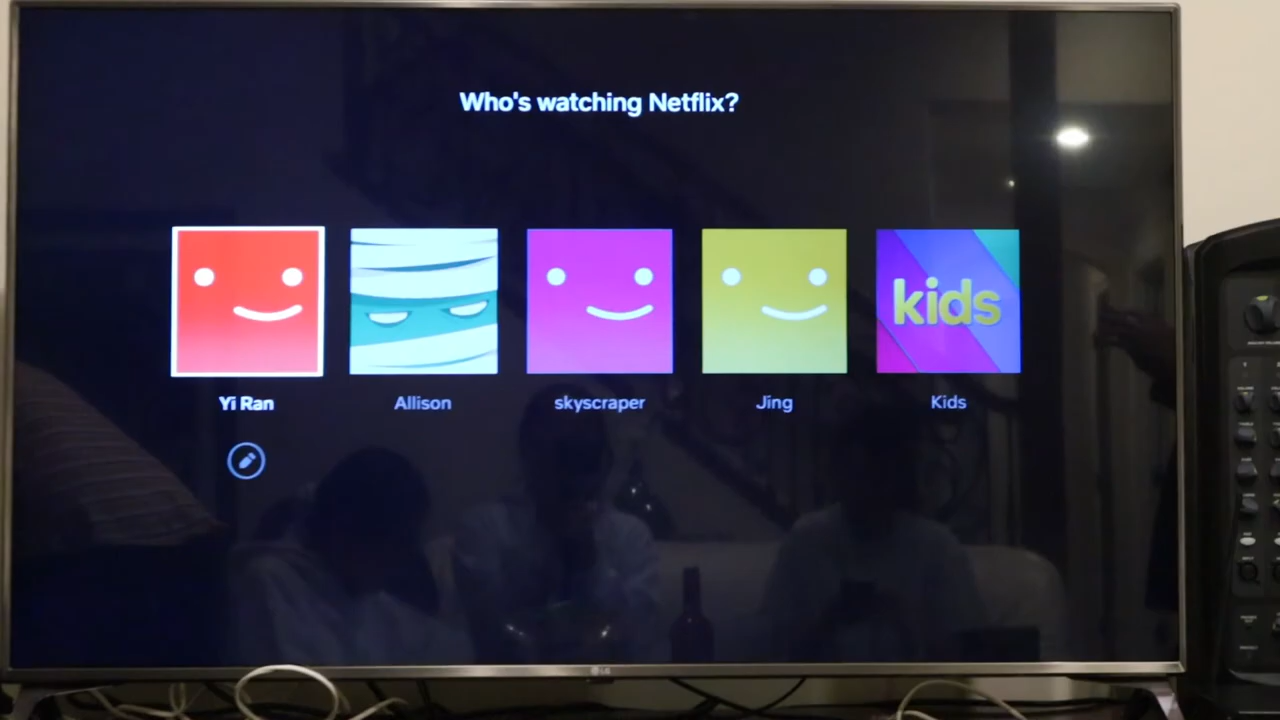 Who's watching Netflix?
kids
Yi Ran
Allison
skyscraper
Jing
Kids
LG